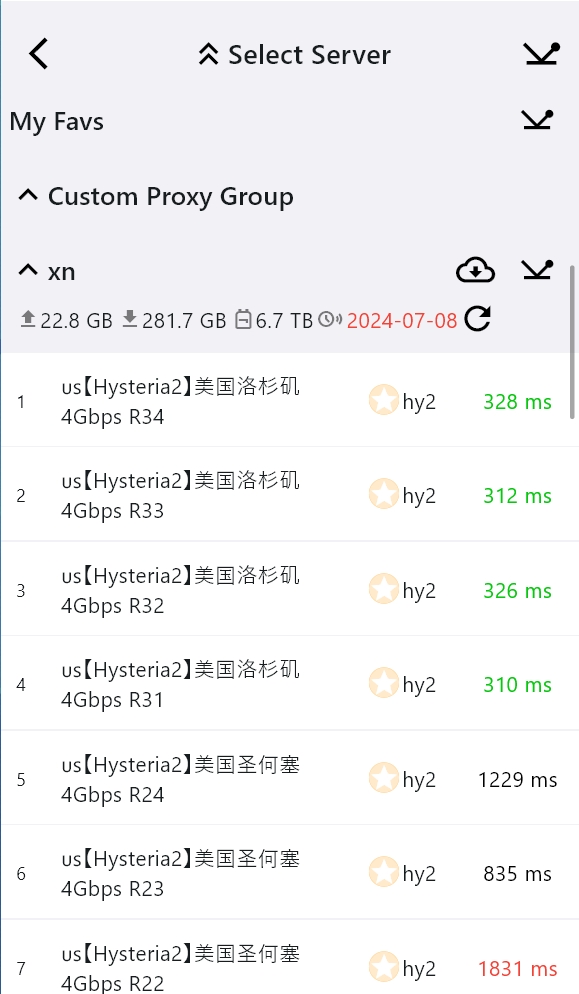 Select Server
My Favs
Custom Proxy Group
xn
22.8 GB 281.7 GB 6.7 TB 2024-07-08
1 us【Hysteria2】美国洛杉矶 4Gbps R34 hy2 328 ms
2 us【Hysteria2】美国洛杉矶 4Gbps R33 hy2 312 ms
3 us【Hysteria2】美国洛杉矶 4Gbps R32 hy2 326 ms
4 us【Hysteria2】美国洛杉矶 4Gbps R31 hy2 310 ms
5 us【Hysteria2】美国圣何塞 4Gbps R24 hy2 1229 ms
6 us【Hysteria2】美国圣何塞 4Gbps R23 hy2 835 ms
7 us【Hysteria2】美国圣何塞 4Gbps R22 hy2 1831 ms